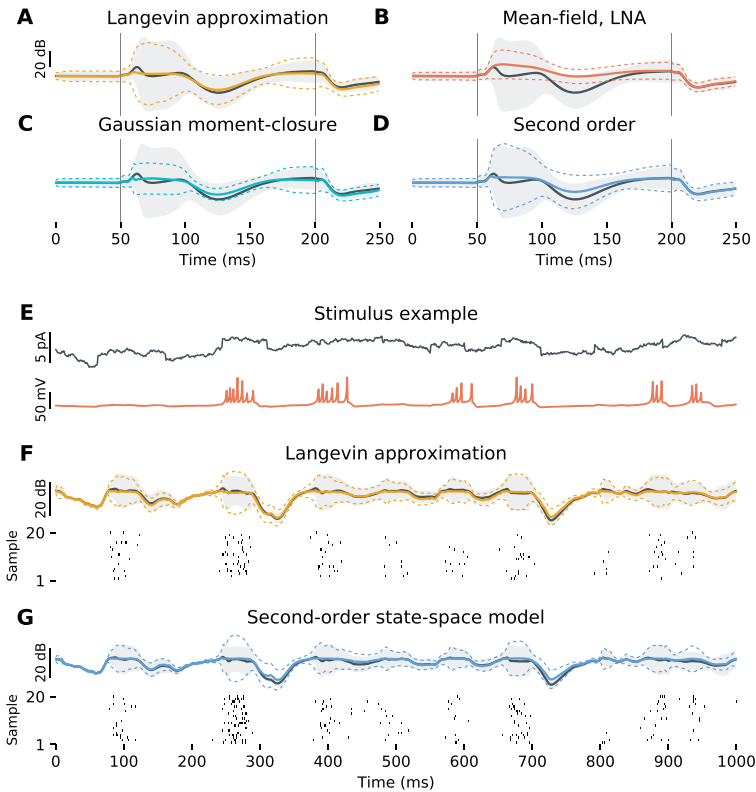 A Langevin approximation
B Mean-field, LNA
20 dB
C Gaussian moment-closure
D Second order
0 50 100 150 200 250
Time (ms)
0 50 100 150 200 250
Time (ms)
E Stimulus example
5 pA
50 mV
F Langevin approximation
20 dB
20
Sample
1
G Second-order state-space model
20 dB
20
Sample
1
0 100 200 300 400 500 600 700 800 900 1000
Time (ms)